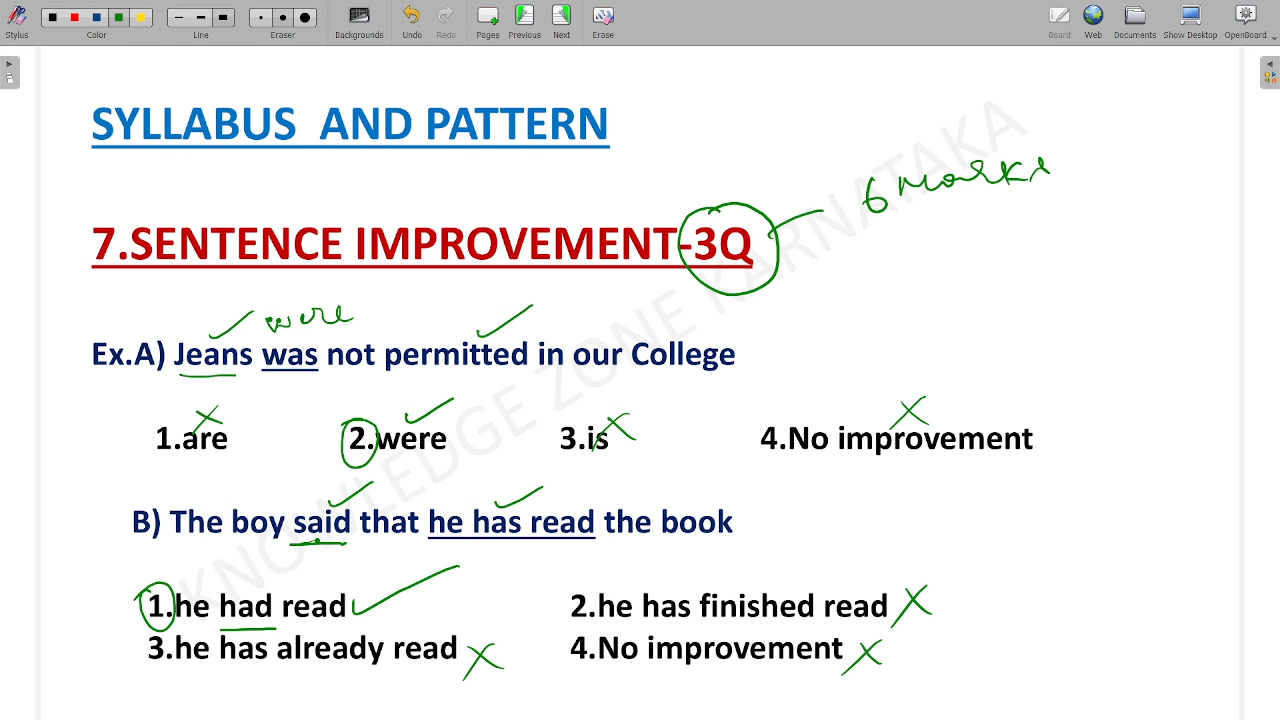 Stylus Color Line Eraser Backgrounds Undo Redo Pages Previous Next Erase Board Web Documents Show Desktop OpenBoard
SYLLABUS AND PATTERN
6 Marks
7.SENTENCE IMPROVEMENT-3Q
were
Ex.A) Jeans was not permitted in our College
1.are 2.were 3.is 4.No improvement
B) The boy said that he has read the book
1.he had read 2.he has finished read
3.he has already read 4.No improvement
KNOWLEDGE ZONE KARNATAKA